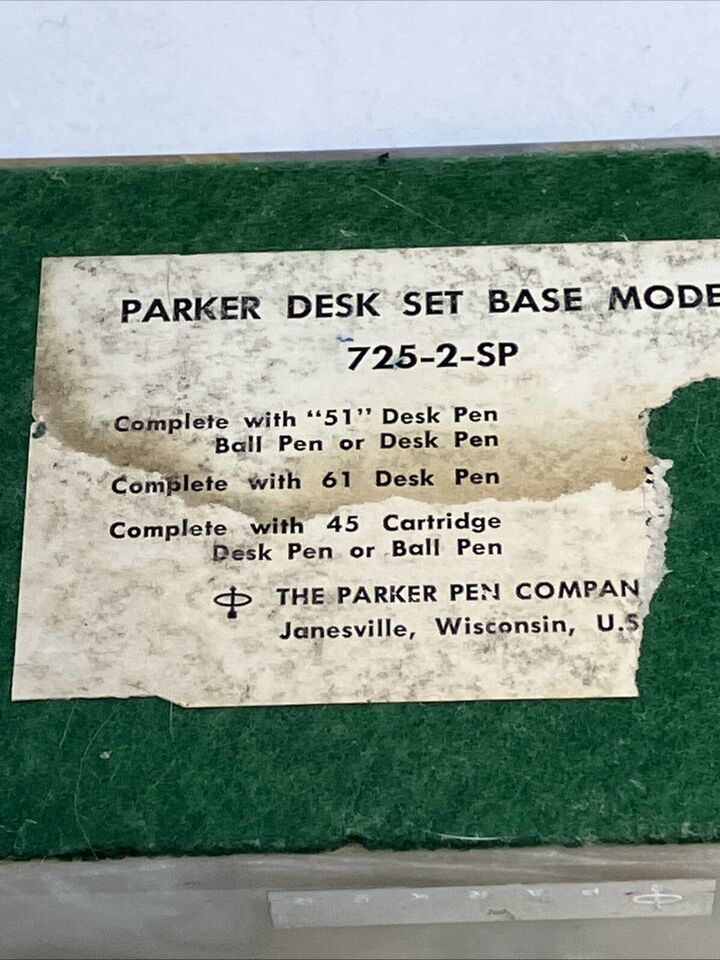 PARKER DESK SET BASE MODE
725-2-SP
Complete with "51" Desk Pen
Ball Pen or Desk Pen
Complete with 61 Desk Pen
Complete with 45 Cartridge
Desk Pen or Ball Pen
THE PARKER PEN COMPAN
Janesville, Wisconsin, U.S